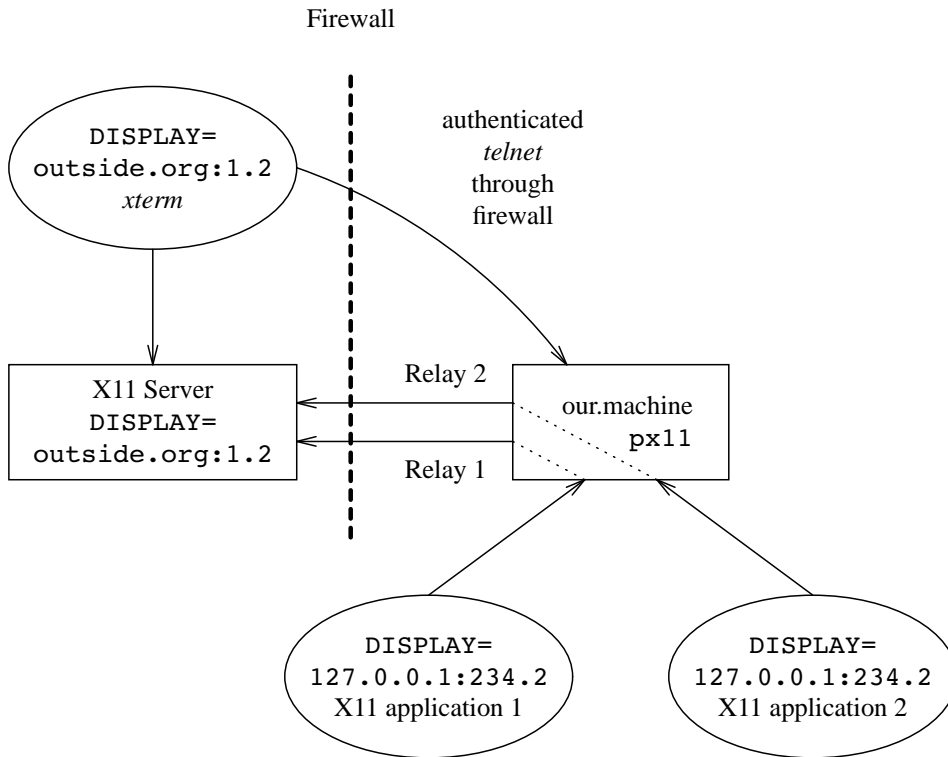 Firewall
DISPLAY=
outside.org:1.2
xterm
authenticated
telnet
through
firewall
X11 Server
DISPLAY=
outside.org:1.2
Relay 2
Relay 1
our.machine
px11
DISPLAY=
127.0.0.1:234.2
X11 application 1
DISPLAY=
127.0.0.1:234.2
X11 application 2